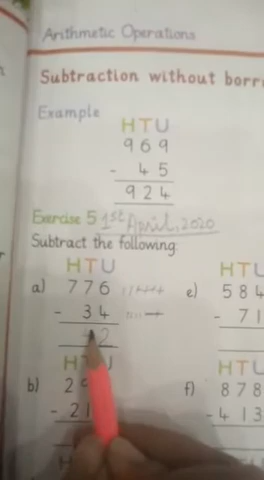 Arithmetic Operations
Subtraction without borr
Example
HTU
969
- 45
924
Exercise 5 1st April, 2020
Subtract the following:
HTU
a) 776
- 34
2
HTU
e) 584
- 71
HTU
b) 2
- 21
HTU
f) 878
- 413